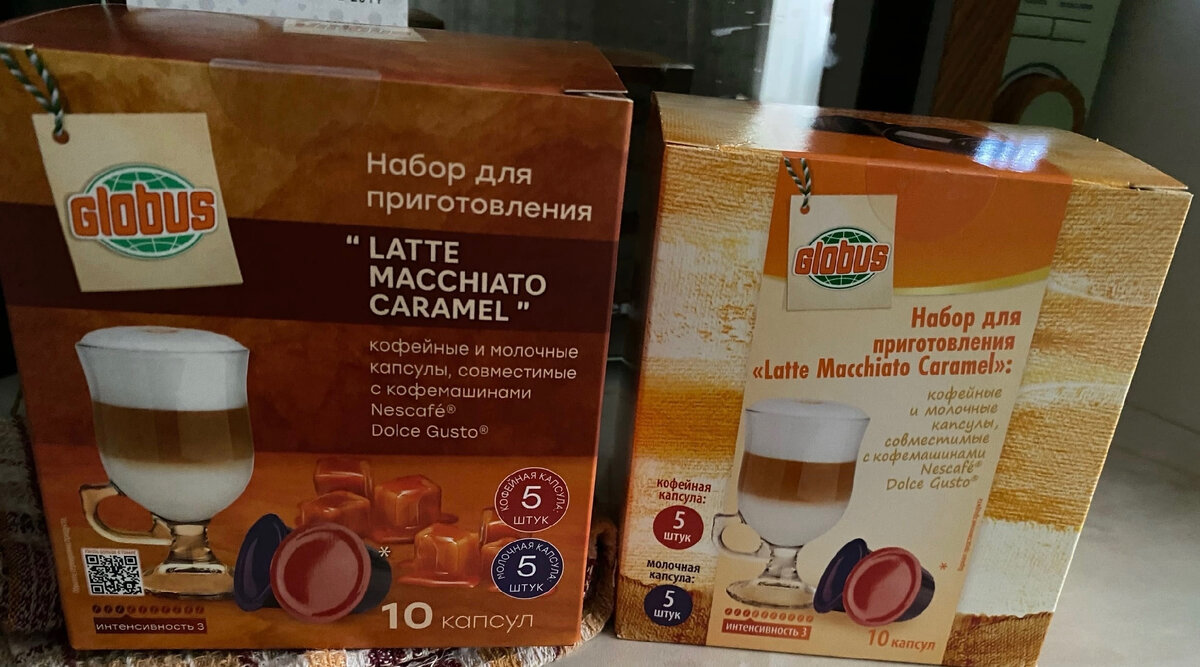 2017
Globus
Набор для
приготовления
“ LATTE
MACCHIATO
CARAMEL ”
кофейные и молочные
капсулы, совместимые
с кофемашинами
Nescafé®
Dolce Gusto®
КОФЕЙНАЯ КАПСУЛА:
5
ШТУК
МОЛОЧНАЯ КАПСУЛА:
5
ШТУК
*
ИНТЕНСИВНОСТЬ 3
10 капсул
Globus
Набор для
приготовления
«Latte Macchiato Caramel»:
кофейные
и молочные
капсулы,
совместимые
с кофемашинами
Nescafé®
Dolce Gusto®
кофейная
капсула:
5
штук
молочная
капсула:
5
штук
*
ИНТЕНСИВНОСТЬ 3
10 капсул